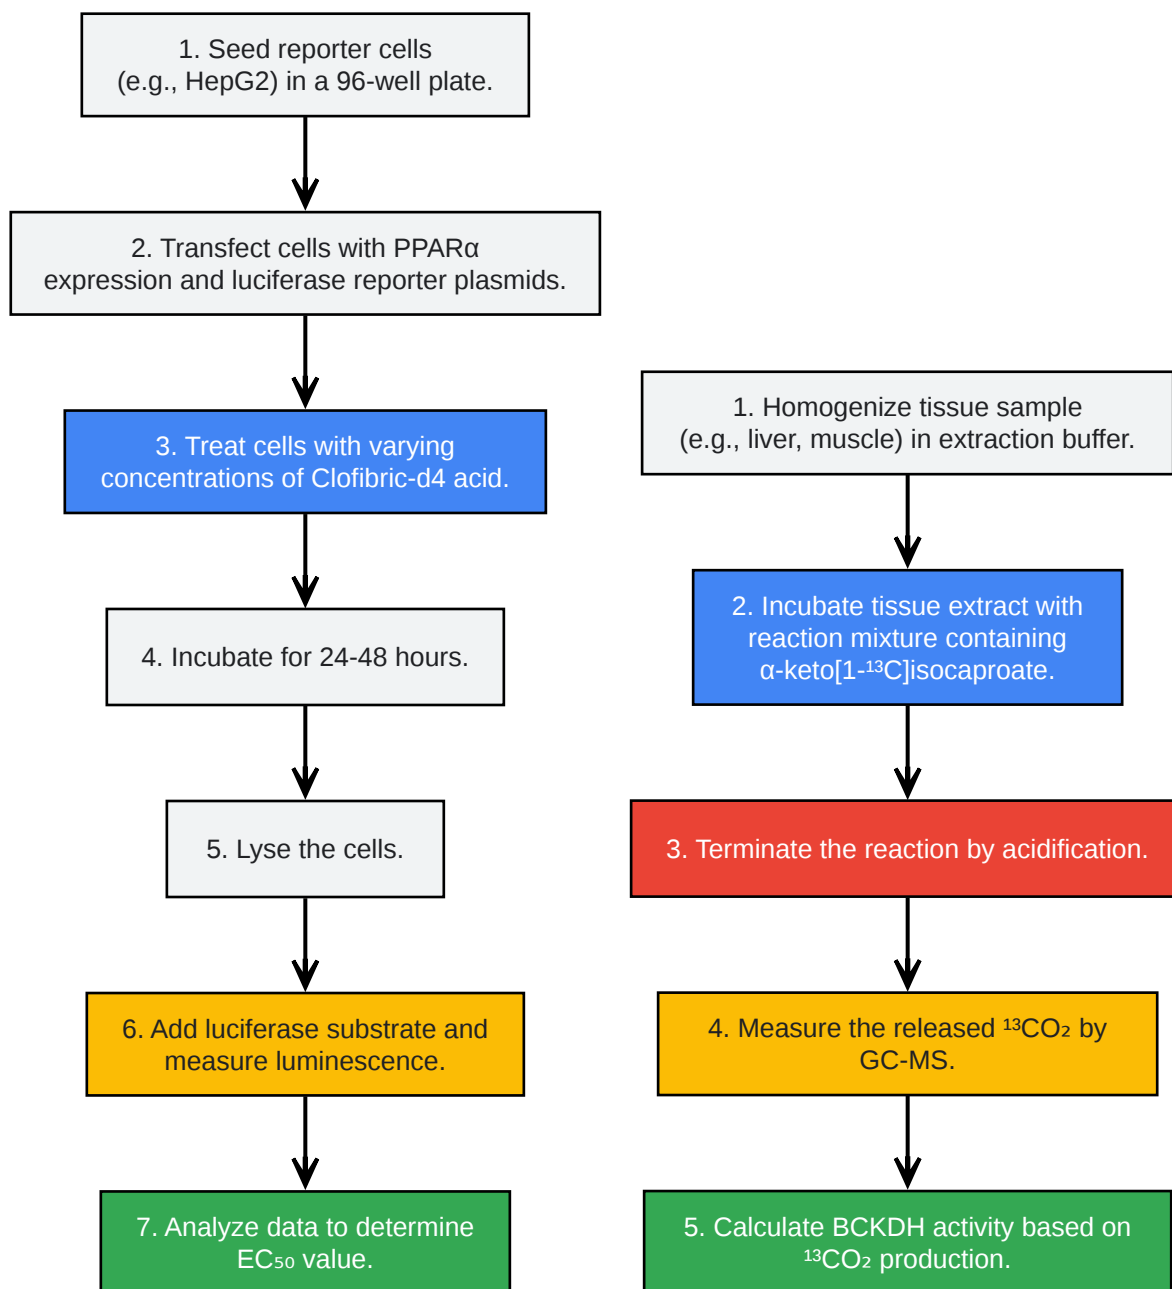 1. Seed reporter cells
(e.g., HepG2) in a 96-well plate.
2. Transfect cells with PPARα
expression and luciferase reporter plasmids.
3. Treat cells with varying
concentrations of Clofibric-d4 acid.
4. Incubate for 24-48 hours.
5. Lyse the cells.
6. Add luciferase substrate and
measure luminescence.
7. Analyze data to determine
EC₅₀ value.
1. Homogenize tissue sample
(e.g., liver, muscle) in extraction buffer.
2. Incubate tissue extract with
reaction mixture containing
α-keto[1-¹³C]isocaproate.
3. Terminate the reaction by acidification.
4. Measure the released ¹³CO₂ by
GC-MS.
5. Calculate BCKDH activity based on
¹³CO₂ production.